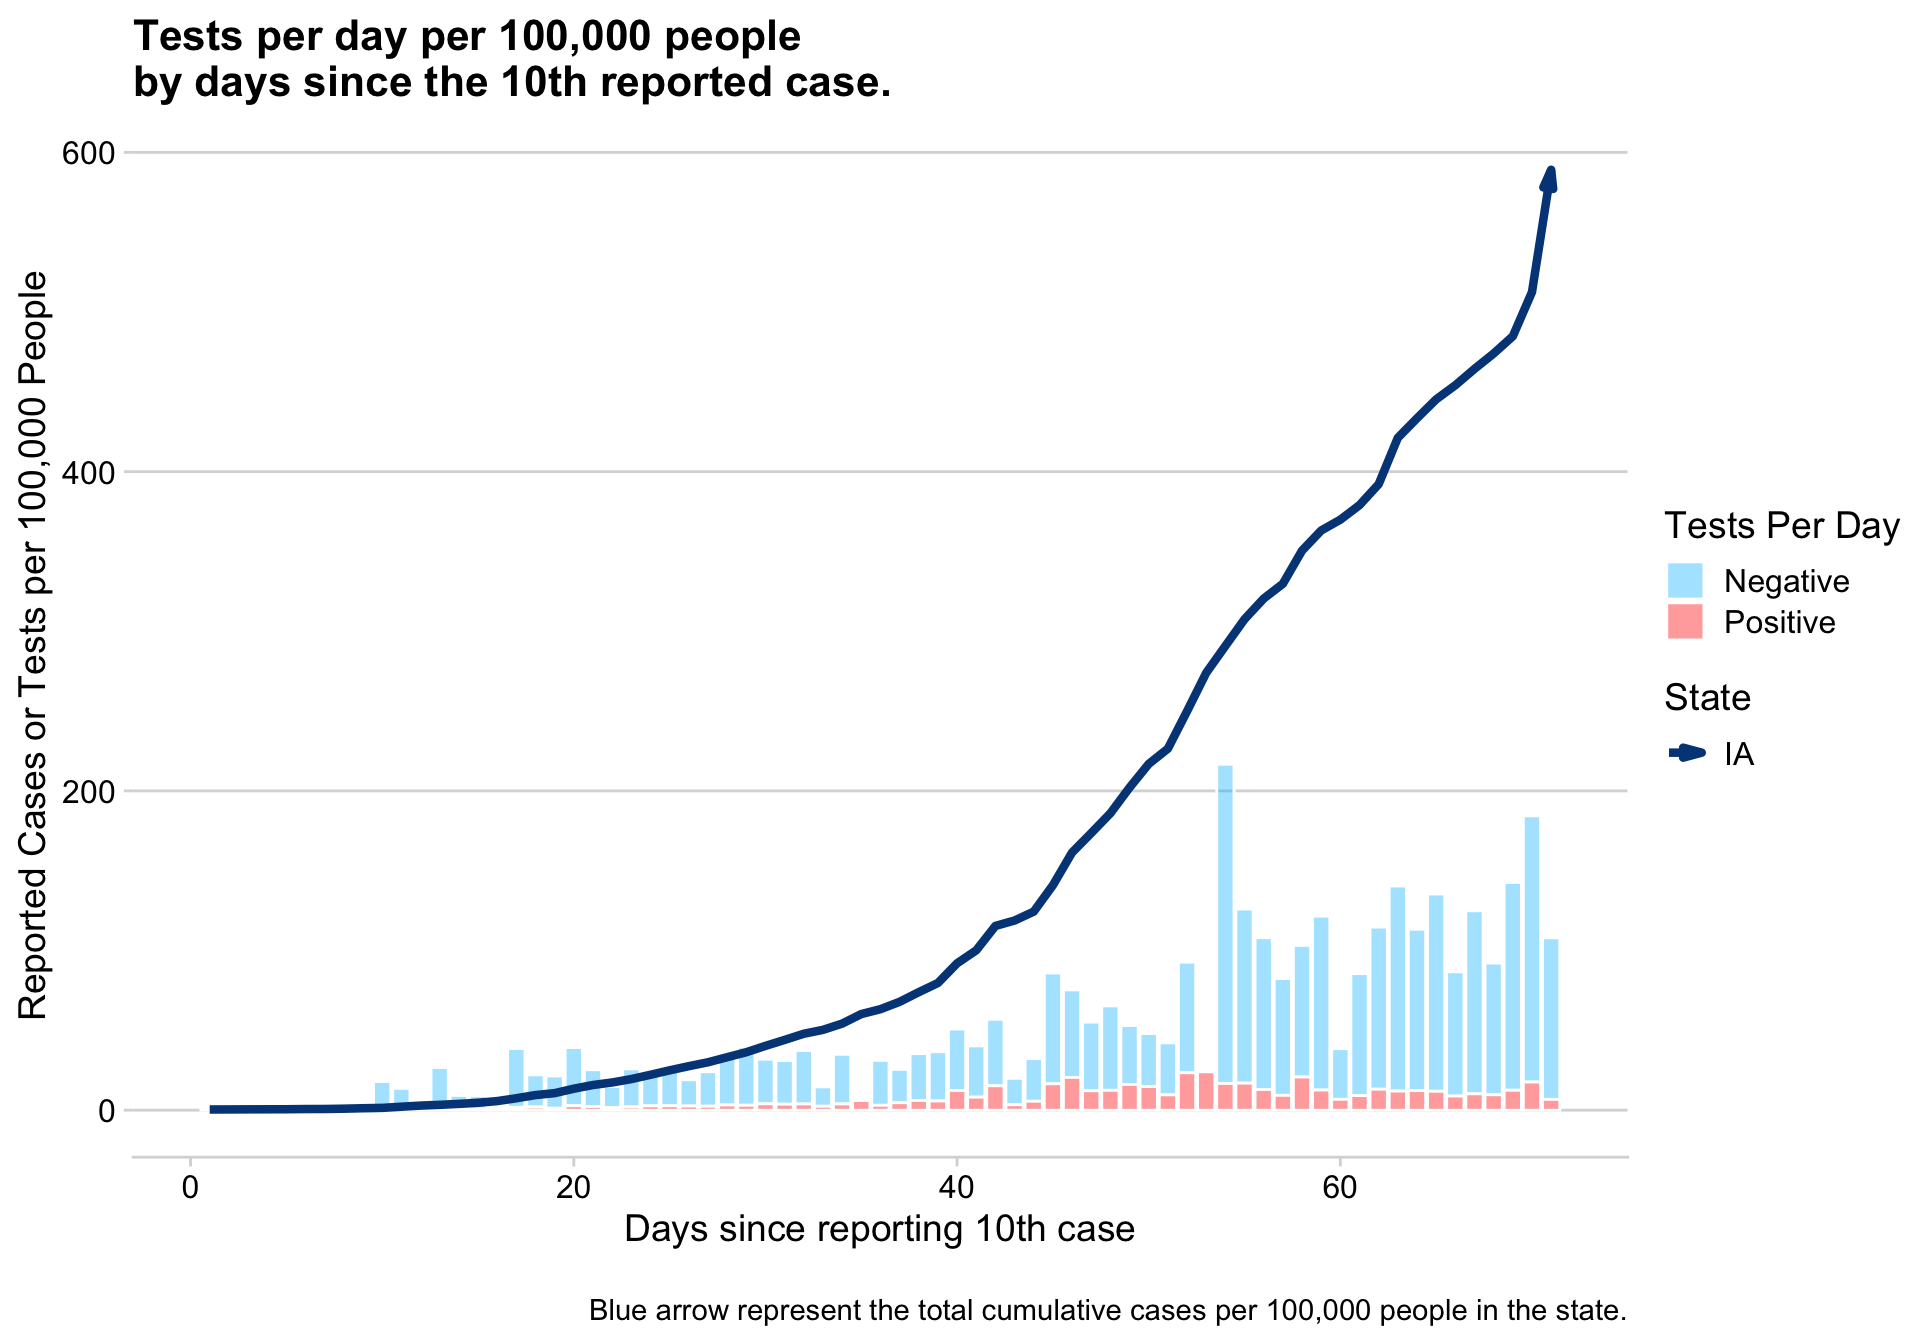 Tests per day per 100,000 people
by days since the 10th reported case.
Reported Cases or Tests per 100,000 People
600
400
200
0
0
20
40
60
Days since reporting 10th case
Tests Per Day
Negative
Positive
State
IA
Blue arrow represent the total cumulative cases per 100,000 people in the state.